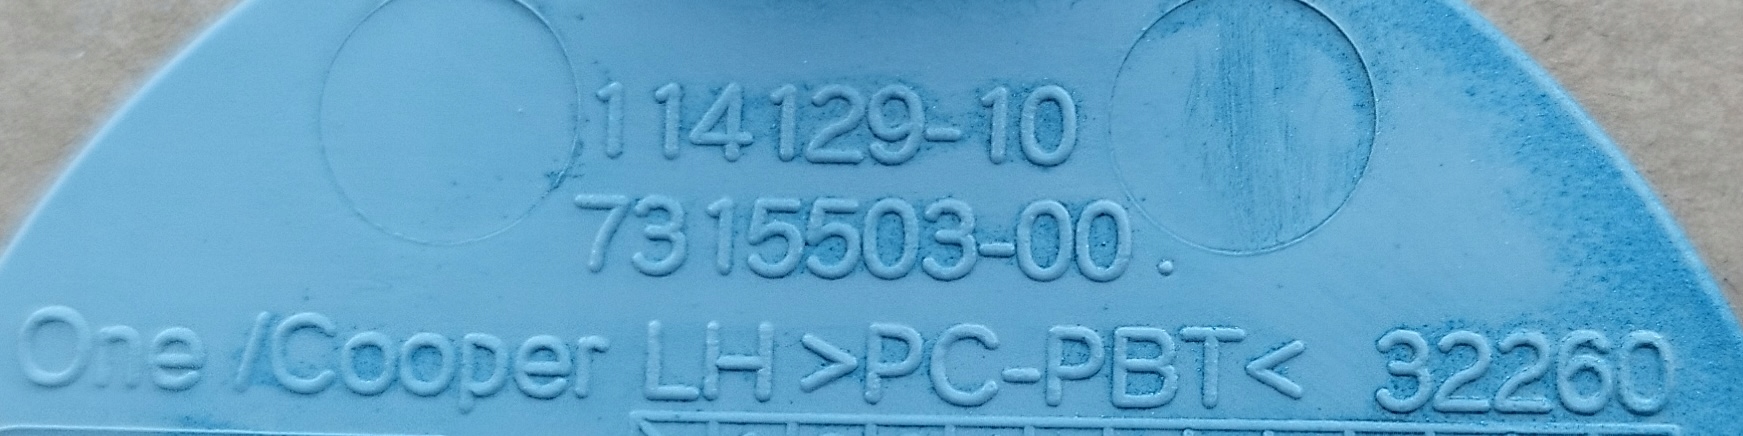 114129-10
7315503-00.
One /Cooper LH >PC-PBT< 32260